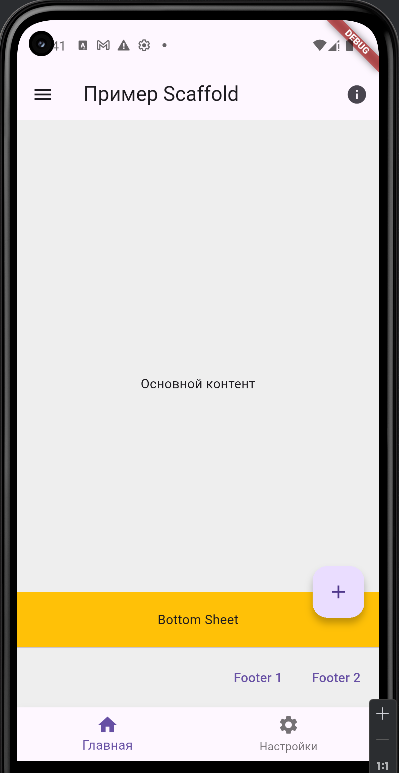 41
DEBUG
Пример Scaffold
Основной контент
Bottom Sheet
Footer 1
Footer 2
Главная
Настройки
1:1